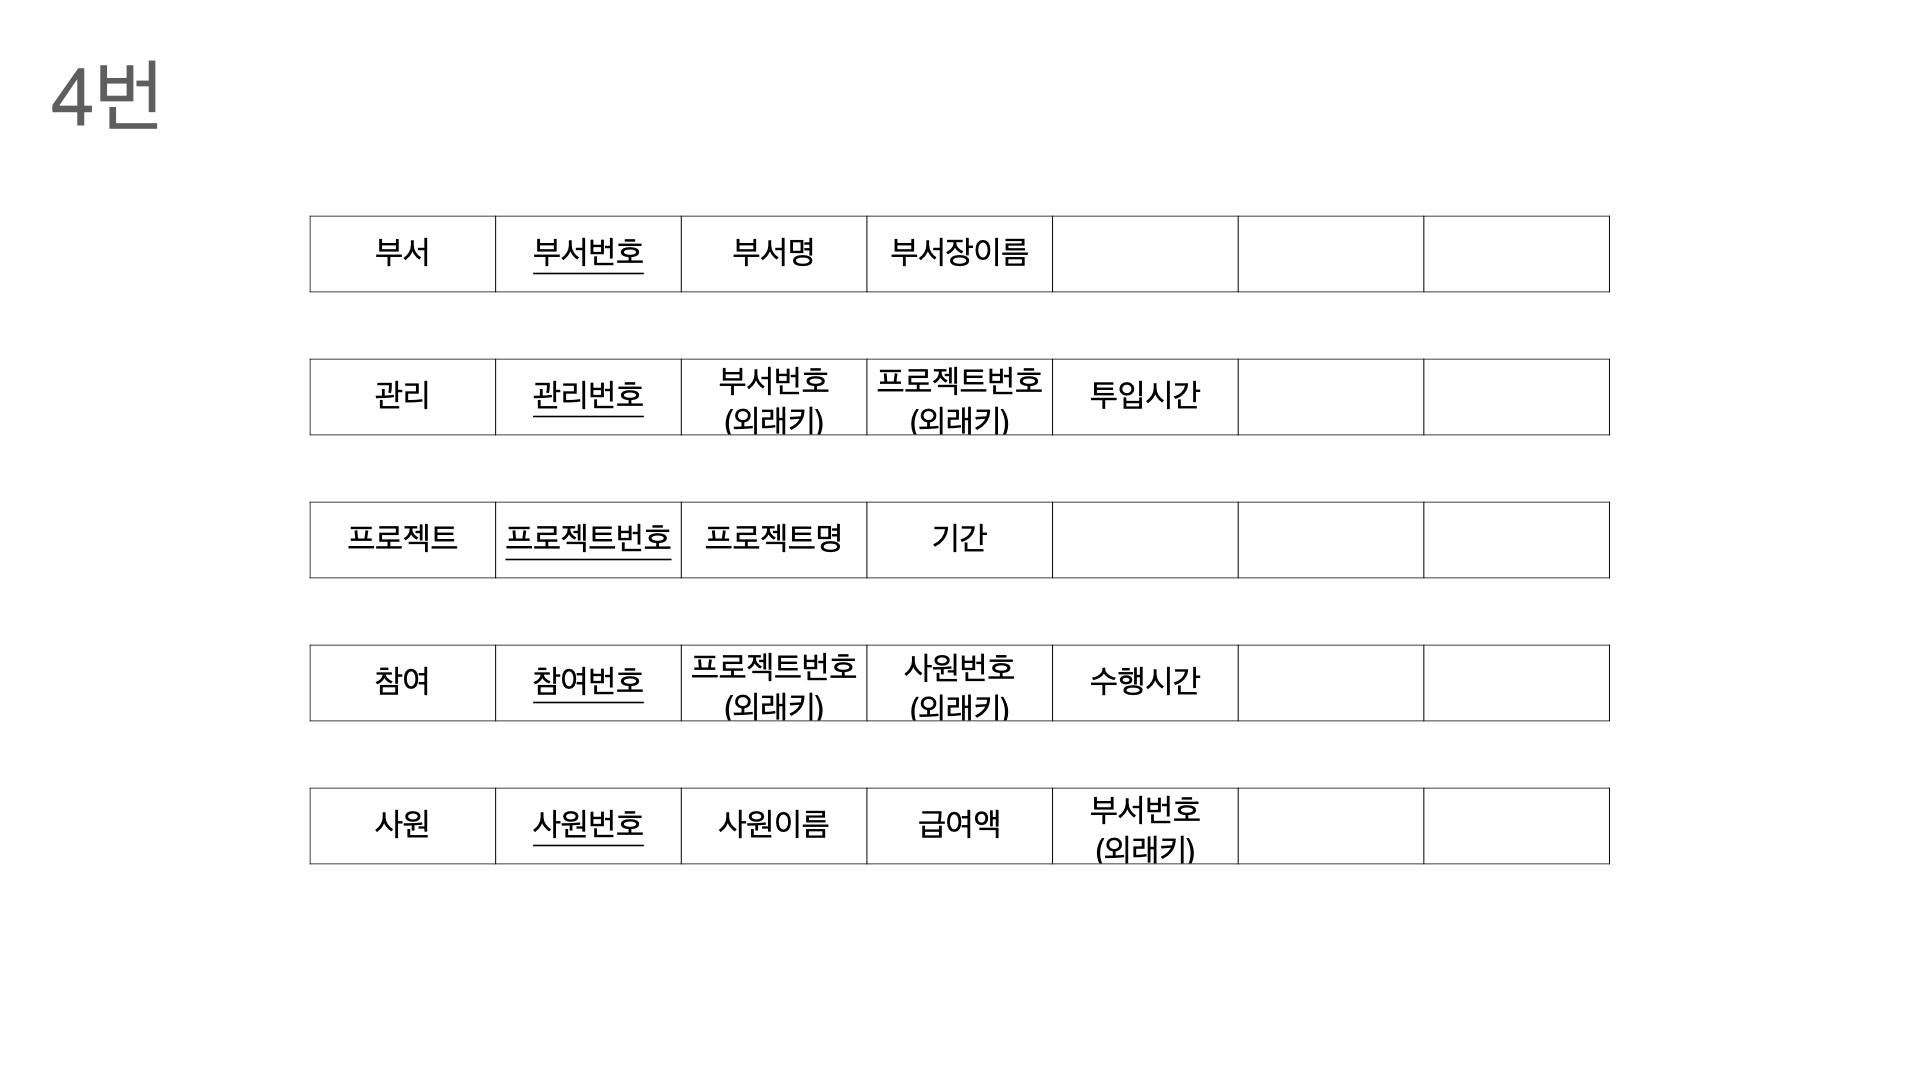 4번
부서 부서번호 부서명 부서장이름
관리 관리번호 부서번호 (외래키) 프로젝트번호 (외래키) 투입시간
프로젝트 프로젝트번호 프로젝트명 기간
참여 참여번호 프로젝트번호 (외래키) 사원번호 (외래키) 수행시간
사원 사원번호 사원이름 급여액 부서번호 (외래키)